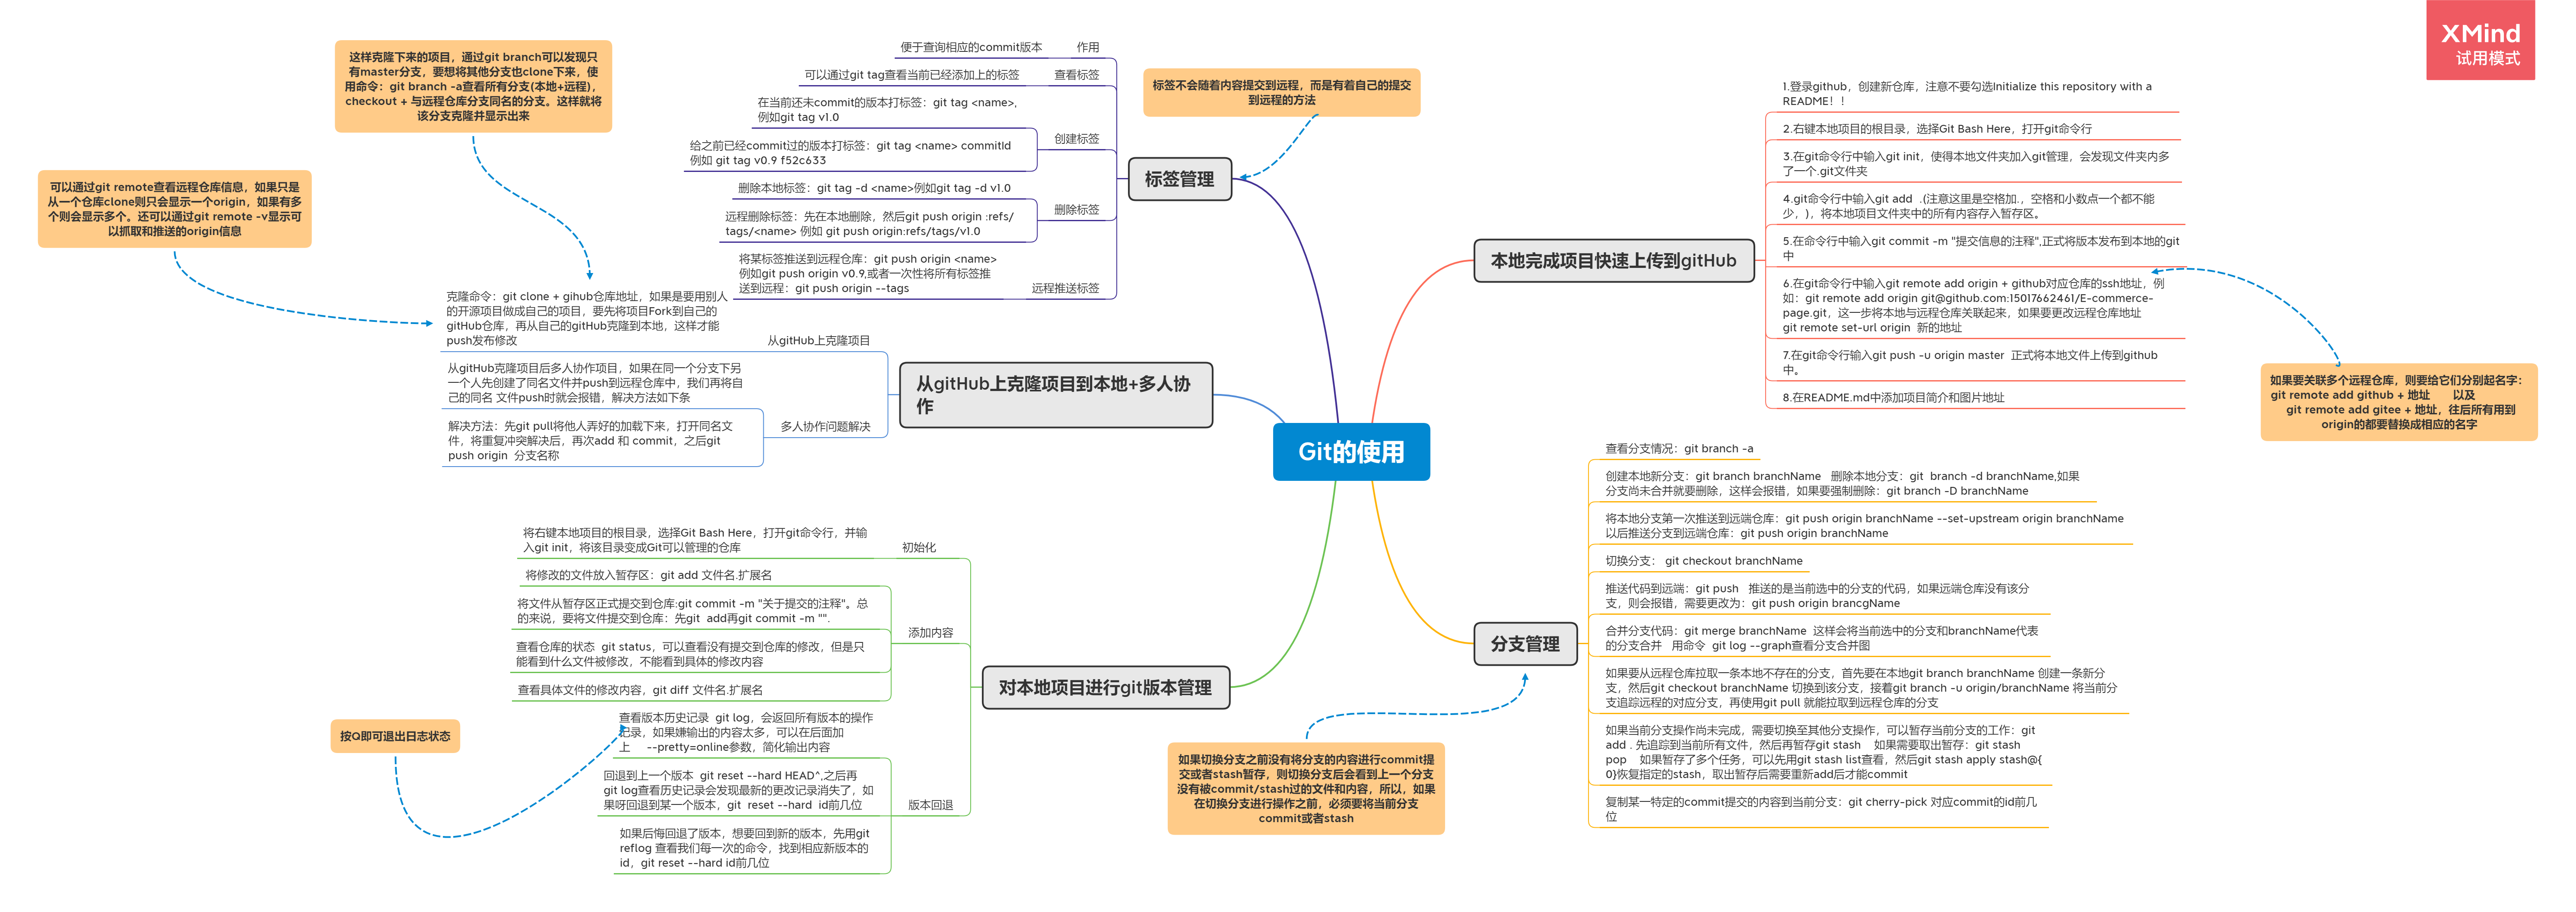 XMind
试用模式
Git的使用
本地完成项目快速上传到gitHub
1.登录github，创建新仓库，注意不要勾选Initialize this repository with a
README！！
2.右键本地项目的根目录，选择Git Bash Here，打开git命令行
3.在git命令行中输入git init，使得本地文件夹加入git管理，会发现文件夹内多
了一个.git文件夹
4.git命令行中输入git add  .(注意这里是空格加.，空格和小数点一个都不能
少，)，将本地项目文件夹中的所有内容存入暂存区。
5.在命令行中输入git commit -m "提交信息的注释",正式将版本发布到本地的git
中
6.在git命令行中输入git remote add origin + github对应仓库的ssh地址，例
如：git remote add origin git@github.com:15017662461/E-commerce-
page.git，这一步将本地与远程仓库关联起来，如果要更改远程仓库地址
git remote set-url origin  新的地址
7.在git命令行输入git push -u origin master  正式将本地文件上传到github
中。
8.在README.md中添加项目简介和图片地址
如果要关联多个远程仓库，则要给它们分别起名字：
git remote add github + 地址      以及
git remote add gitee + 地址，往后所有用到
origin的都要替换成相应的名字
分支管理
查看分支情况：git branch -a
创建本地新分支：git branch branchName   删除本地分支：git  branch -d branchName,如果
分支尚未合并就要删除，这样会报错，如果要强制删除：git branch -D branchName
将本地分支第一次推送到远端仓库：git push origin branchName --set-upstream origin branchName
以后推送分支到远端仓库：git push origin branchName
切换分支： git checkout branchName
推送代码到远端：git push   推送的是当前选中的分支的代码，如果远端仓库没有该分
支，则会报错，需要更改为：git push origin brancgName
合并分支代码：git merge branchName  这样会将当前选中的分支和branchName代表
的分支合并   用命令  git log --graph查看分支合并图
如果要从远程仓库拉取一条本地不存在的分支，首先要在本地git branch branchName 创建一条新分
支，然后git checkout branchName 切换到该分支，接着git branch -u origin/branchName 将当前分
支追踪远程的对应分支，再使用git pull 就能拉取到远程仓库的分支
如果当前分支操作尚未完成，需要切换至其他分支操作，可以暂存当前分支的工作：git
add . 先追踪到当前所有文件，然后再暂存git stash    如果需要取出暂存：git stash
pop    如果暂存了多个任务，可以先用git stash list查看，然后git stash apply stash@{
0}恢复指定的stash，取出暂存后需要重新add后才能commit
复制某一特定的commit提交的内容到当前分支：git cherry-pick 对应commit的id前几
位
如果切换分支之前没有将分支的内容进行commit提
交或者stash暂存，则切换分支后会看到上一个分支
没有被commit/stash过的文件和内容，所以，如果
在切换分支进行操作之前，必须要将当前分支
commit或者stash
标签管理
标签不会随着内容提交到远程，而是有着自己的提交
到远程的方法
作用
便于查询相应的commit版本
查看标签
可以通过git tag查看当前已经添加上的标签
创建标签
在当前还未commit的版本打标签：git tag <name>,
例如git tag v1.0
给之前已经commit过的版本打标签：git tag <name> commitId
例如 git tag v0.9 f52c633
删除标签
删除本地标签：git tag -d <name>例如git tag -d v1.0
远程删除标签：先在本地删除，然后git push origin :refs/
tags/<name> 例如 git push origin:refs/tags/v1.0
远程推送标签
将某标签推送到远程仓库：git push origin <name>
例如git push origin v0.9,或者一次性将所有标签推
送到远程：git push origin --tags
从gitHub上克隆项目到本地+多人协
作
从gitHub上克隆项目
克隆命令：git clone + gihub仓库地址，如果是要用别人
的开源项目做成自己的项目，要先将项目Fork到自己的
gitHub仓库，再从自己的gitHub克隆到本地，这样才能
push发布修改
多人协作问题解决
从gitHub克隆项目后多人协作项目，如果在同一个分支下另
一个人先创建了同名文件并push到远程仓库中，我们再将自
己的同名 文件push时就会报错，解决方法如下条
解决方法：先git pull将他人弄好的加载下来，打开同名文
件，将重复冲突解决后，再次add 和 commit，之后git
push origin  分支名称
这样克隆下来的项目，通过git branch可以发现只
有master分支，要想将其他分支也clone下来，使
用命令：git branch -a查看所有分支(本地+远程)，
checkout + 与远程仓库分支同名的分支。这样就将
该分支克隆并显示出来
可以通过git remote查看远程仓库信息，如果只是
从一个仓库clone则只会显示一个origin，如果有多
个则会显示多个。还可以通过git remote -v显示可
以抓取和推送的origin信息
对本地项目进行git版本管理
初始化
将右键本地项目的根目录，选择Git Bash Here，打开git命令行，并输
入git init，将该目录变成Git可以管理的仓库
添加内容
将修改的文件放入暂存区：git add 文件名.扩展名
将文件从暂存区正式提交到仓库:git commit -m "关于提交的注释"。总
的来说，要将文件提交到仓库：先git  add再git commit -m "".
查看仓库的状态  git status，可以查看没有提交到仓库的修改，但是只
能看到什么文件被修改，不能看到具体的修改内容
查看具体文件的修改内容，git diff 文件名.扩展名
版本回退
查看版本历史记录  git log，会返回所有版本的操作
记录，如果嫌输出的内容太多，可以在后面加
上    --pretty=online参数，简化输出内容
回退到上一个版本  git reset --hard HEAD^,之后再
git log查看历史记录会发现最新的更改记录消失了，如
果呀回退到某一个版本，git  reset --hard  id前几位
如果后悔回退了版本，想要回到新的版本，先用git
reflog 查看我们每一次的命令，找到相应新版本的
id，git reset --hard id前几位
按Q即可退出日志状态